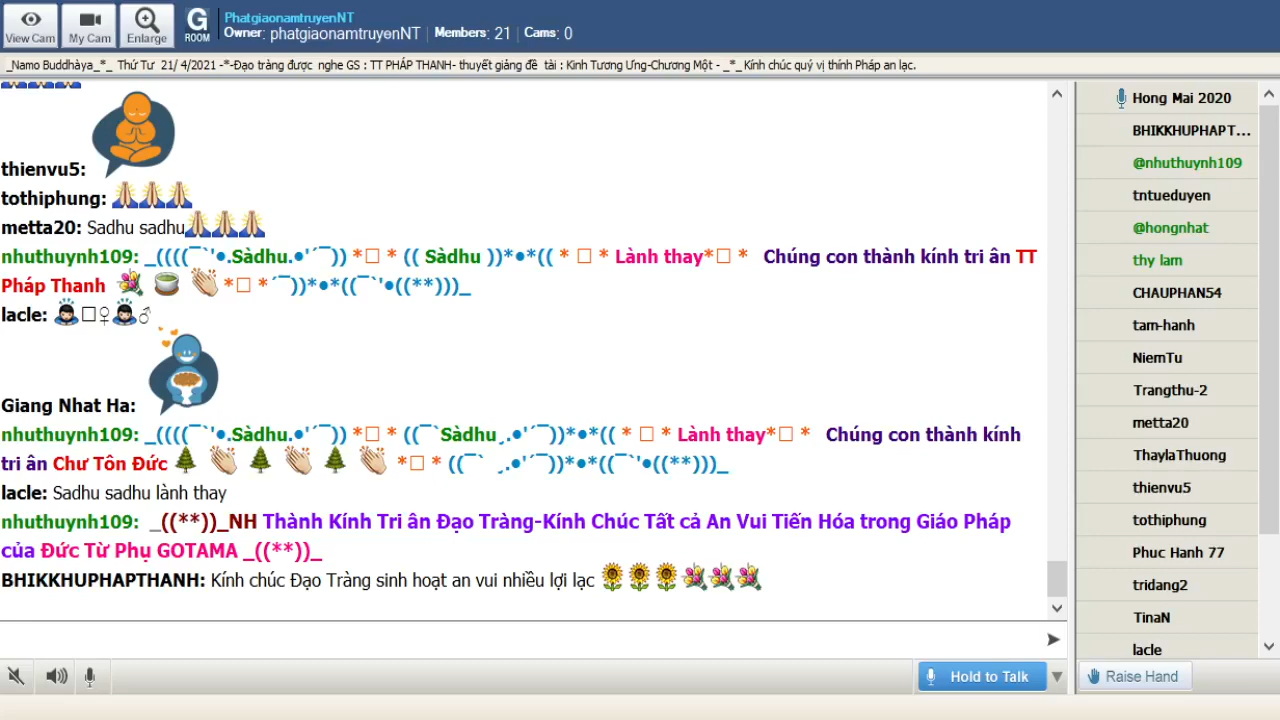 View Cam
My Cam
Enlarge
G
ROOM
PhatgiaonamtruyenNT
Owner: phatgiaonamtruyenNT | Members: 21 | Cams: 0
_Namo Buddhàya_*_ Thứ Tư 21/ 4/2021 -*-Đạo tràng được nghe GS : TT PHÁP THANH- thuyết giảng đề tài : Kinh Tương Ưng-Chương Một - _*_ Kính chúc quý vị thính Pháp an lạc.
thienvu5:
tothiphung: 🙏🙏🙏
metta20: Sadhu sadhu🙏🙏🙏
nhuthuynh109: _((((¯`'•.Sàdhu.•'´¯)) *□ * (( Sàdhu ))*•*(( * □ * Lành thay*□ * Chúng con thành kính tri ân TT
Pháp Thanh 💐 🍵 👏 *□ *´¯))*•*((¯`'•((**)))_
lacle: 🙇□♀🙇♂
Giang Nhat Ha:
nhuthuynh109: _((((¯`'•.Sàdhu.•'´¯)) *□ * ((¯`Sàdhu¸.•'´¯))*•*(( * □ * Lành thay*□ * Chúng con thành kính
tri ân Chư Tôn Đức 🌲 👏 🌲 👏 🌲 👏 *□ * ((¯` ¸.•'´¯))*•*((¯`'•((**)))_
lacle: Sadhu sadhu lành thay
nhuthuynh109: _((**))_NH Thành Kính Tri ân Đạo Tràng-Kính Chúc Tất cả An Vui Tiến Hóa trong Giáo Pháp
của Đức Từ Phụ GOTAMA _((**))_
BHIKKHUPHAPTHANH: Kính chúc Đạo Tràng sinh hoạt an vui nhiều lợi lạc 🌻🌻🌻💐💐💐
Hold to Talk
Hong Mai 2020
BHIKKHUPHAPT...
@nhuthuynh109
tntueduyen
@hongnhat
thy lam
CHAUPHAN54
tam-hanh
NiemTu
Trangthu-2
metta20
ThaylaThuong
thienvu5
tothiphung
Phuc Hanh 77
tridang2
TinaN
lacle
Raise Hand